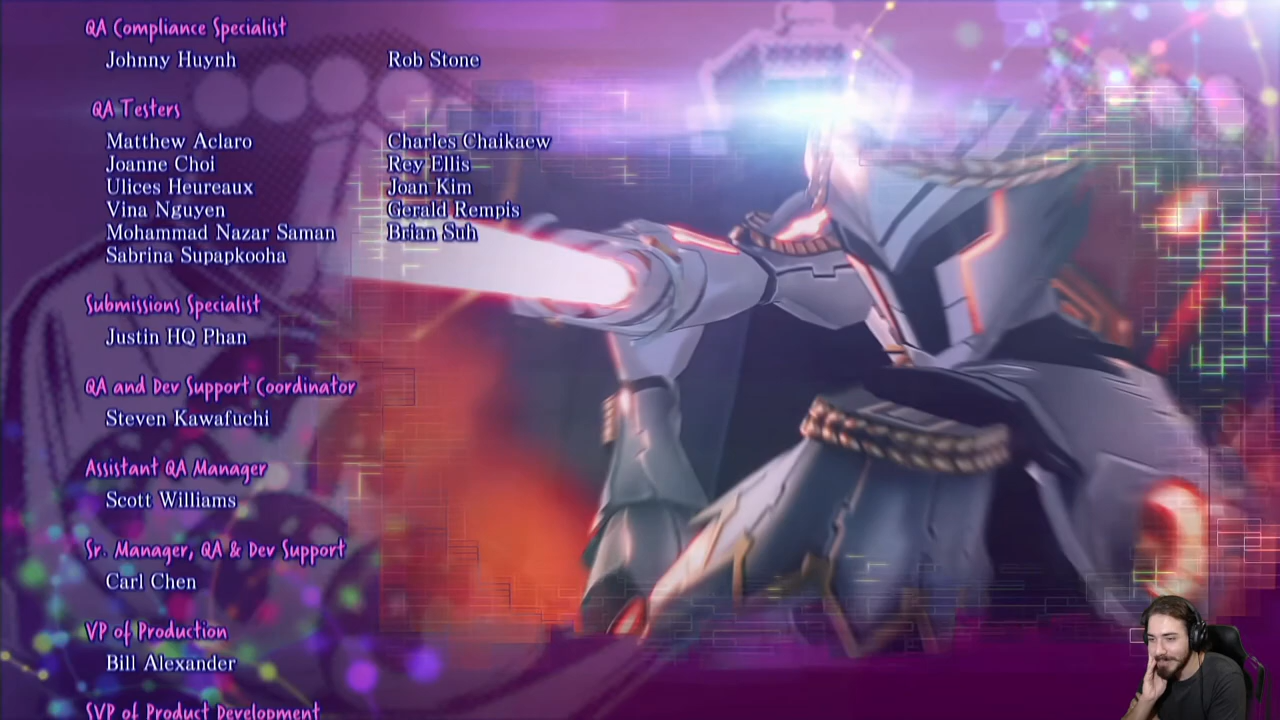 QA Compliance Specialist
Johnny Huynh Rob Stone
QA Testers
Matthew Aclaro Charles Chaikaew
Joanne Choi Rey Ellis
Ulices Heureaux Joan Kim
Vina Nguyen Gerald Rempis
Mohammad Nazar Saman Brian Suh
Sabrina Supapkooha
Submissions Specialist
Justin HQ Phan
QA and Dev Support Coordinator
Steven Kawafuchi
Assistant QA Manager
Scott Williams
Sr. Manager, QA & Dev Support
Carl Chen
VP of Production
Bill Alexander
SVP of Product Development